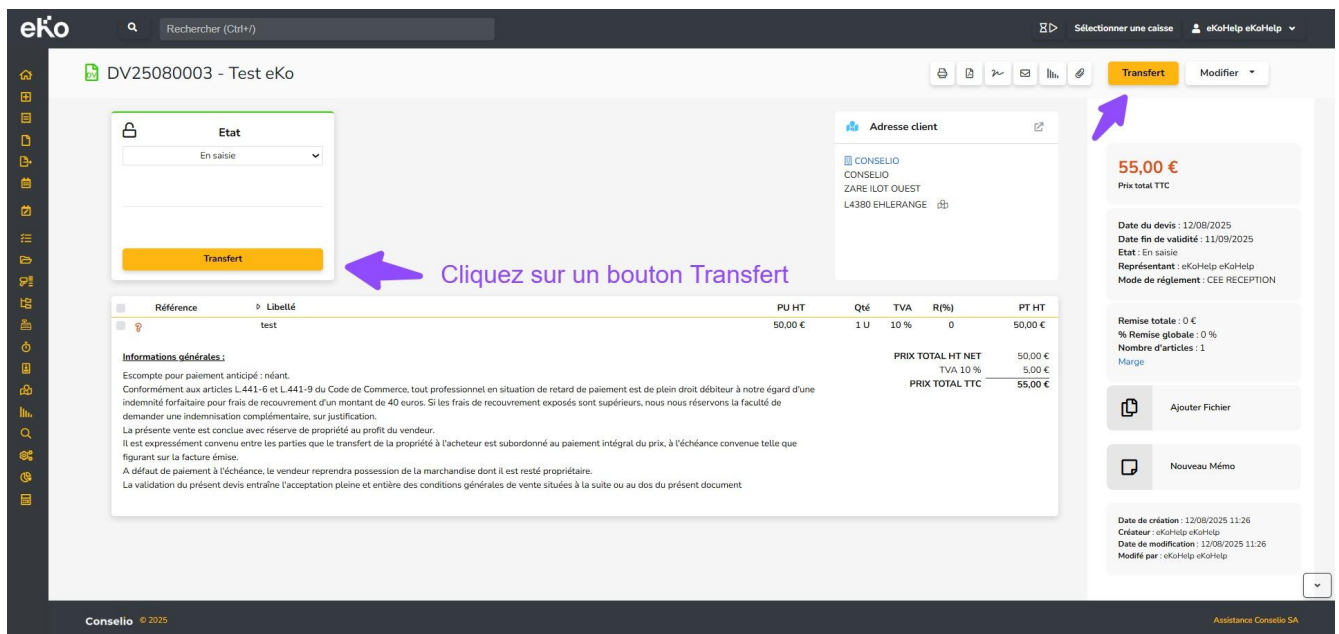 eKo
Rechercher (Ctrl+/)
Sélectionner une caisse
eKoHelp eKoHelp
DV25080003 - Test eKo
Transfert
Modifier
Etat
En saisie
Transfert
Cliquez sur un bouton Transfert
Adresse client
CONSELIO
CONSELIO
ZARE ILOT OUEST
L4380 EHLERANGE
55,00 €
Prix total TTC
Date du devis : 12/08/2025
Date fin de validité : 11/09/2025
Etat : En saisie
Représentant : eKoHelp eKoHelp
Mode de réglement : CEE RECEPTION
Remise totale : 0 €
% Remise globale : 0 %
Nombre d'articles : 1
Marge
Ajouter Fichier
Nouveau Mémo
Date de création : 12/08/2025 11:26
Créateur : eKoHelp eKoHelp
Date de modification : 12/08/2025 11:26
Modifé par : eKoHelp eKoHelp
Référence Libellé PU HT Qté TVA R(%) PT HT
test 50,00 € 1 U 10 % 0 50,00 €
Informations générales :
Escompte pour paiement anticipé : néant.
Conformément aux articles L.441-6 et L.441-9 du Code de Commerce, tout professionnel en situation de retard de paiement est de plein droit débiteur à notre égard d'une
indemnité forfaitaire pour frais de recouvrement d'un montant de 40 euros. Si les frais de recouvrement exposés sont supérieurs, nous nous réservons la faculté de
demander une indemnisation complémentaire, sur justification.
La présente vente est conclue avec réserve de propriété au profit du vendeur.
Il est expressément convenu entre les parties que le transfert de la propriété à l'acheteur est subordonné au paiement intégral du prix, à l'échéance convenue telle que
figurant sur la facture émise.
A défaut de paiement à l'échéance, le vendeur reprendra possession de la marchandise dont il est resté propriétaire.
La validation du présent devis entraîne l'acceptation pleine et entière des conditions générales de vente situées à la suite ou au dos du présent document
PRIX TOTAL HT NET 50,00 €
TVA 10 % 5,00 €
PRIX TOTAL TTC 55,00 €
Conselio © 2025
Assistance Conselio SA